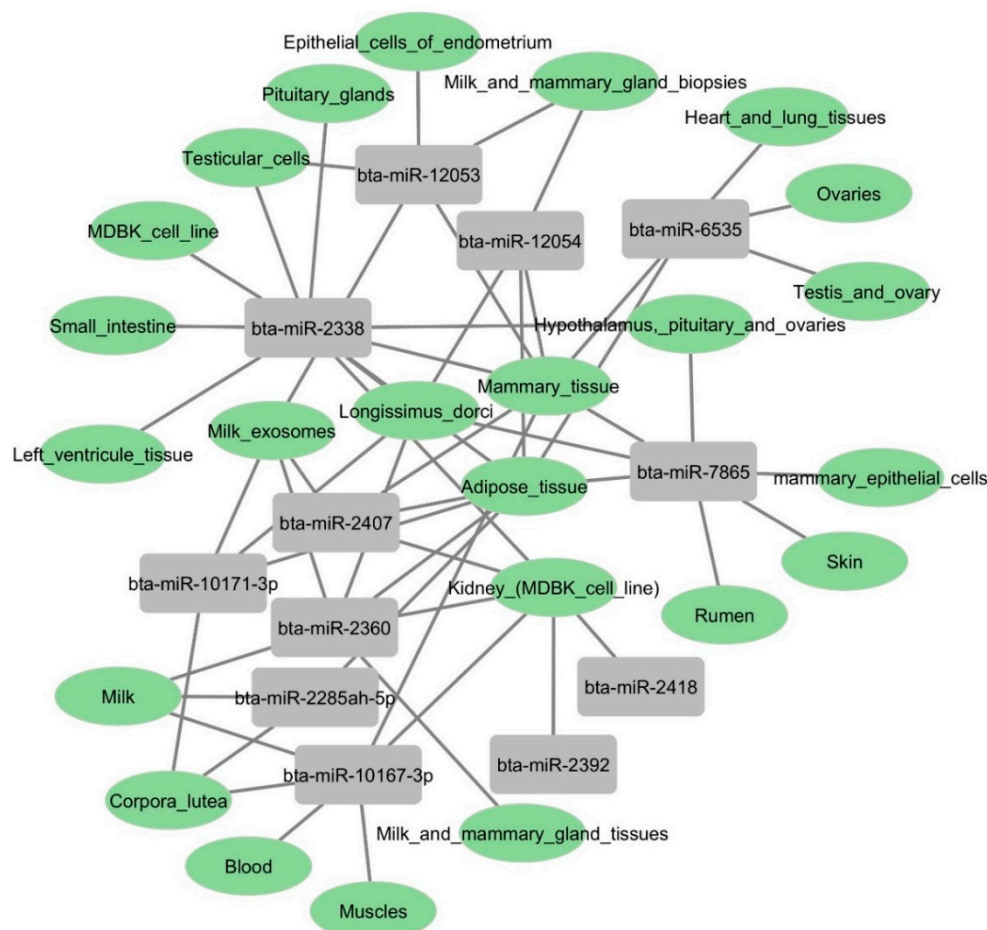 Epithelial_cells_of_endometrium
Milk_and_mammary_gland_biopsies
Pituitary_glands
Heart_and_lung_tissues
Testicular_cells
bta-miR-12053
Ovaries
MDBK_cell_line
bta-miR-12054
bta-miR-6535
Testis_and_ovary
Small_intestine
bta-miR-2338
Hypothalamus,_pituitary_and_ovaries
Mammary_tissue
Longissimus_dorci
Milk_exosomes
Left_ventricule_tissue
bta-miR-7865
mammary_epithelial_cells
Adipose_tissue
bta-miR-2407
bta-miR-10171-3p
Skin
Kidney_(MDBK_cell_line)
Rumen
bta-miR-2360
bta-miR-2418
Milk
bta-miR-2285ah-5p
bta-miR-2392
bta-miR-10167-3p
Corpora_lutea
Milk_and_mammary_gland_tissues
Blood
Muscles